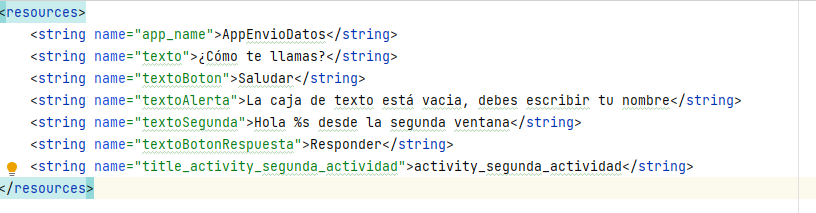 <resources>
<string name="app_name">AppEnvioDatos</string>
<string name="texto">¿Cómo te llamas?</string>
<string name="textoBoton">Saludar</string>
<string name="textoAlerta">La caja de texto está vacia, debes escribir tu nombre</string>
<string name="textoSegunda">Hola %s desde la segunda ventana</string>
<string name="textoBotonRespuesta">Responder</string>
<string name="title_activity_segunda_actividad">activity_segunda_actividad</string>
</resources>